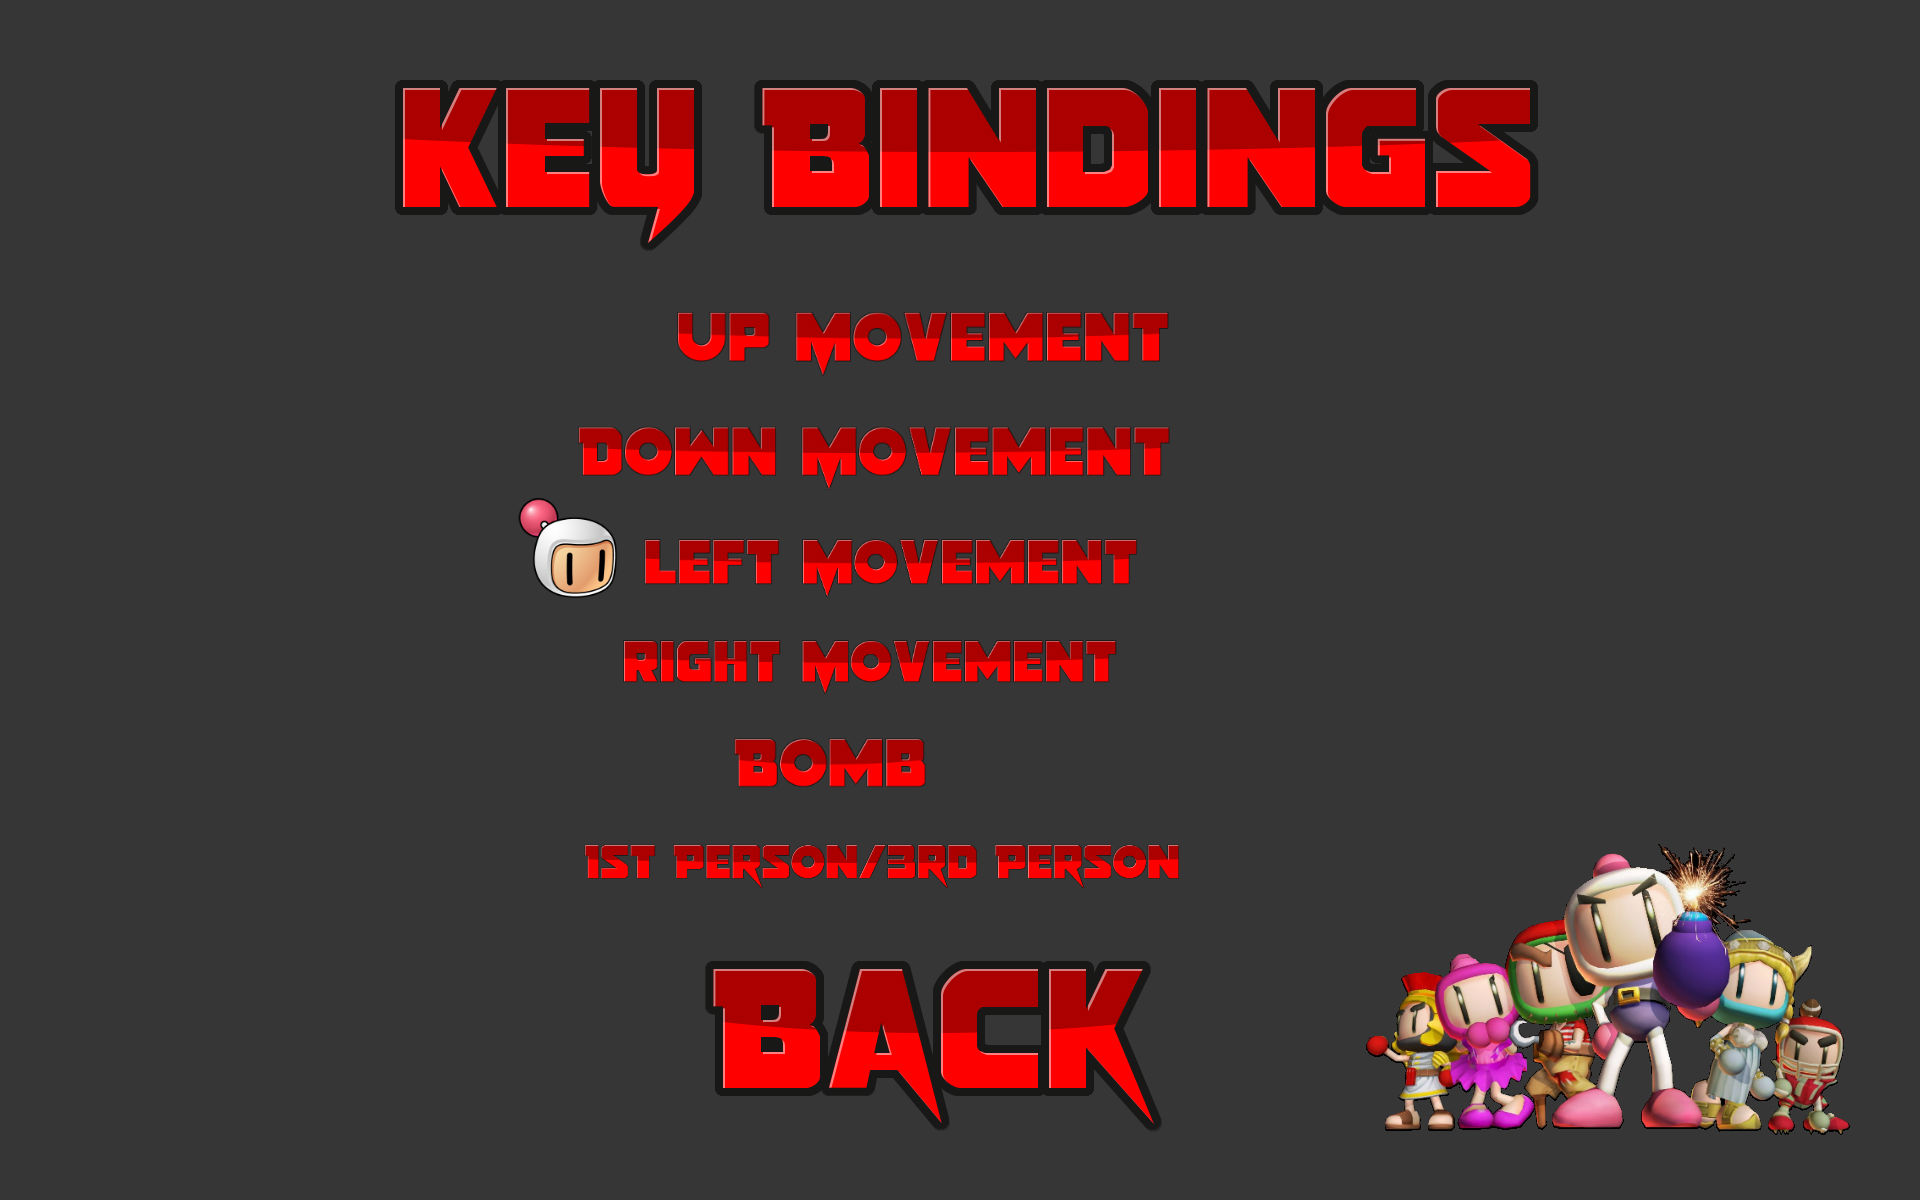 KEY BINDINGS
UP MOVEMENT
DOWN MOVEMENT
LEFT MOVEMENT
RIGHT MOVEMENT
BOMB
1ST PERSON/3RD PERSON
BACK